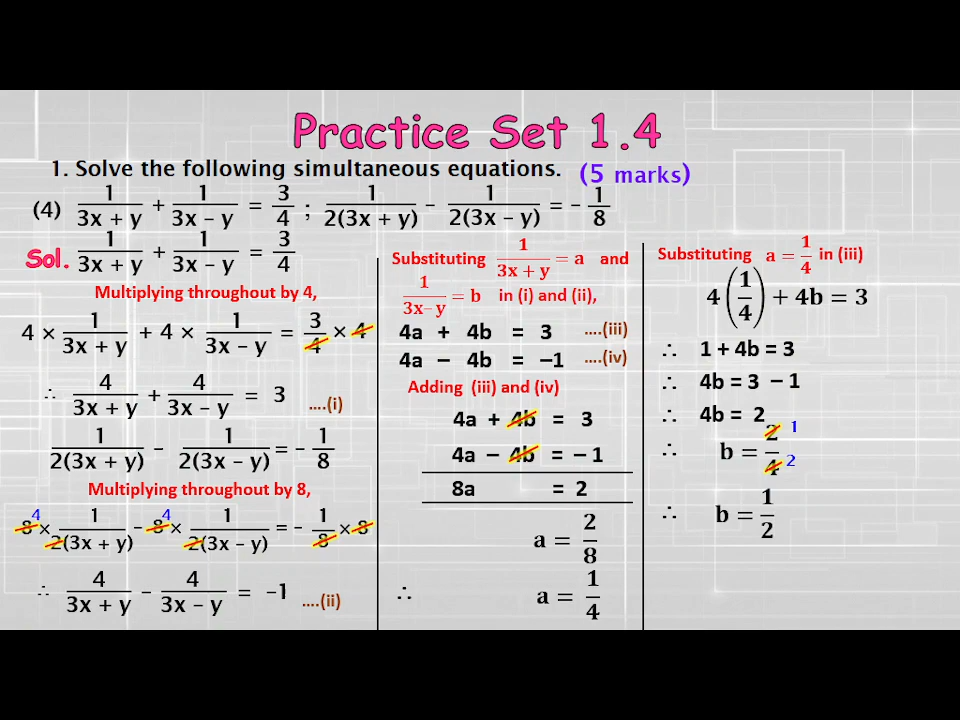 Practice Set 1.4
1. Solve the following simultaneous equations. (5 marks)
(4) 1/(3x + y) + 1/(3x – y) = 3/4 ; 1/2(3x + y) – 1/2(3x – y) = – 1/8
Sol. 1/(3x + y) + 1/(3x – y) = 3/4
Multiplying throughout by 4,
4 × 1/(3x + y) + 4 × 1/(3x – y) = 3/4 × 4
∴ 4/(3x + y) + 4/(3x – y) = 3 ....(i)
1/2(3x + y) – 1/2(3x – y) = – 1/8
Multiplying throughout by 8,
4 4
8 × 1/2(3x + y) – 8 × 1/2(3x – y) = – 1/8 × 8
∴ 4/(3x + y) – 4/(3x – y) = –1 ....(ii)
Substituting 1/(3x + y) = a and
1/(3x – y) = b in (i) and (ii),
4a + 4b = 3 ....(iii)
4a – 4b = –1 ....(iv)
Adding (iii) and (iv)
4a + 4b = 3
4a – 4b = – 1
8a = 2
a = 2/8
∴ a = 1/4
Substituting a = 1/4 in (iii)
4(1/4) + 4b = 3
∴ 1 + 4b = 3
∴ 4b = 3 – 1
∴ 4b = 2
∴ b = 2/4 1 2
∴ b = 1/2